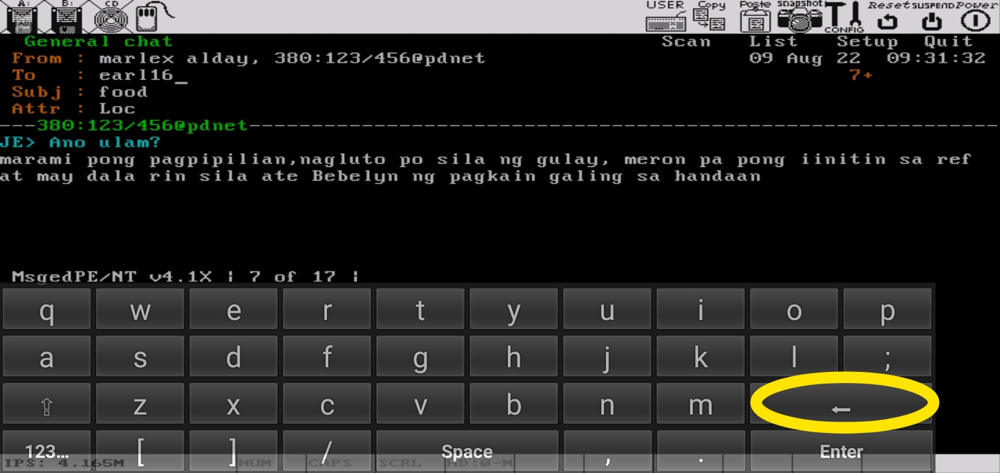 A: B: CD USER Copy Paste snapshot CONFIG Reset SUSPEND Power
General chat Scan List Setup Quit
From : marlex alday, 380:123/456@pdnet 09 Aug 22 09:31:32
To : earl16_ 7+
Subj : food
Attr : Loc
---380:123/456@pdnet---
JE> Ano ulam?
marami pong pagpipilian,nagluto po sila ng gulay, meron pa pong iinitin sa ref
at may dala rin sila ate Bebelyn ng pagkain galing sa handaan
MsgedPE/NT v4.1X | 7 of 17 |
q w e r t y u i o p
a s d f g h j k l ;
⇧ z x c v b n m ←
123... [ ] / Space , . Enter
IPS: 4.165M NUM CAPS SCRL HD:0-M